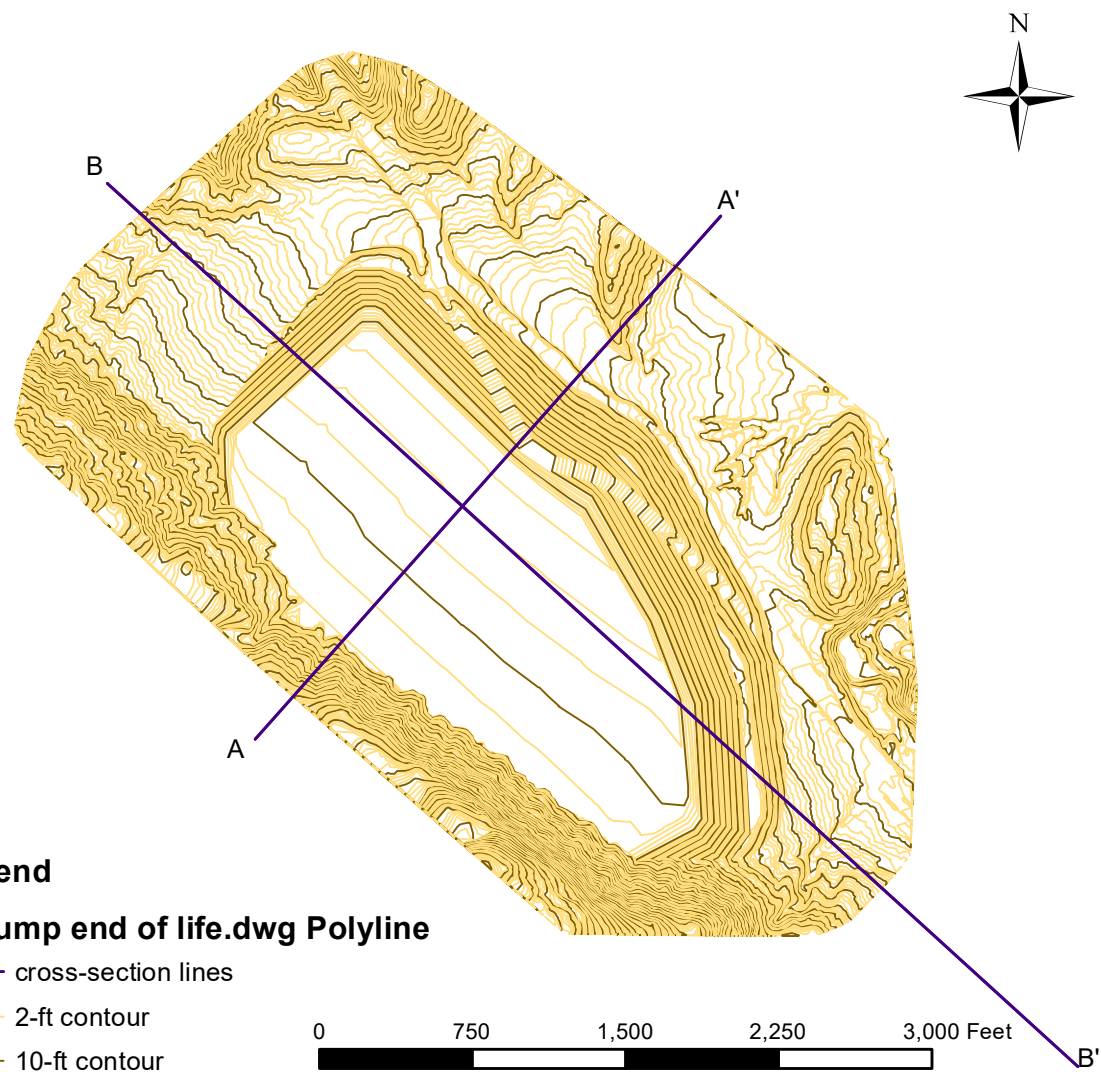 N
B
A'
A
end
ump end of life.dwg Polyline
cross-section lines
2-ft contour
10-ft contour
0 750 1,500 2,250 3,000 Feet
B'